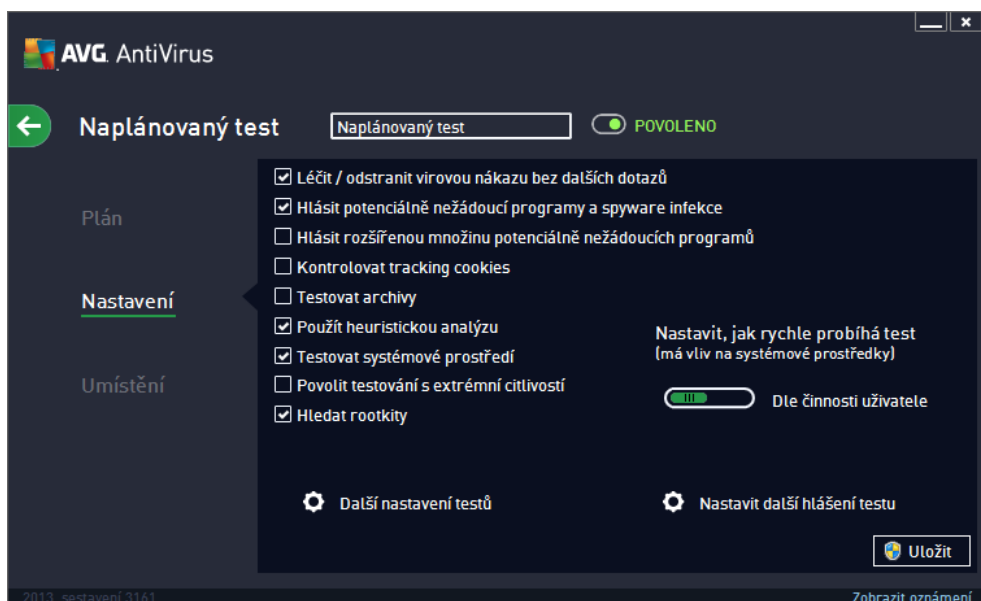 AVG. AntiVirus
Naplánovaný test
Naplánovaný test
POVOLENO
Plán
Nastavení
Umístění
Léčit / odstranit virovou nákazu bez dalších dotazů
Hlásit potenciálně nežádoucí programy a spyware infekce
Hlásit rozšířenou množinu potenciálně nežádoucích programů
Kontrolovat tracking cookies
Testovat archivy
Použít heuristickou analýzu
Testovat systémové prostředí
Povolit testování s extrémní citlivostí
Hledat rootkity
Nastavit, jak rychle probíhá test
(má vliv na systémové prostředky)
Dle činnosti uživatele
Další nastavení testů
Nastavit další hlášení testu
Uložit
2013 sestavení 3161
Zobrazit oznámení